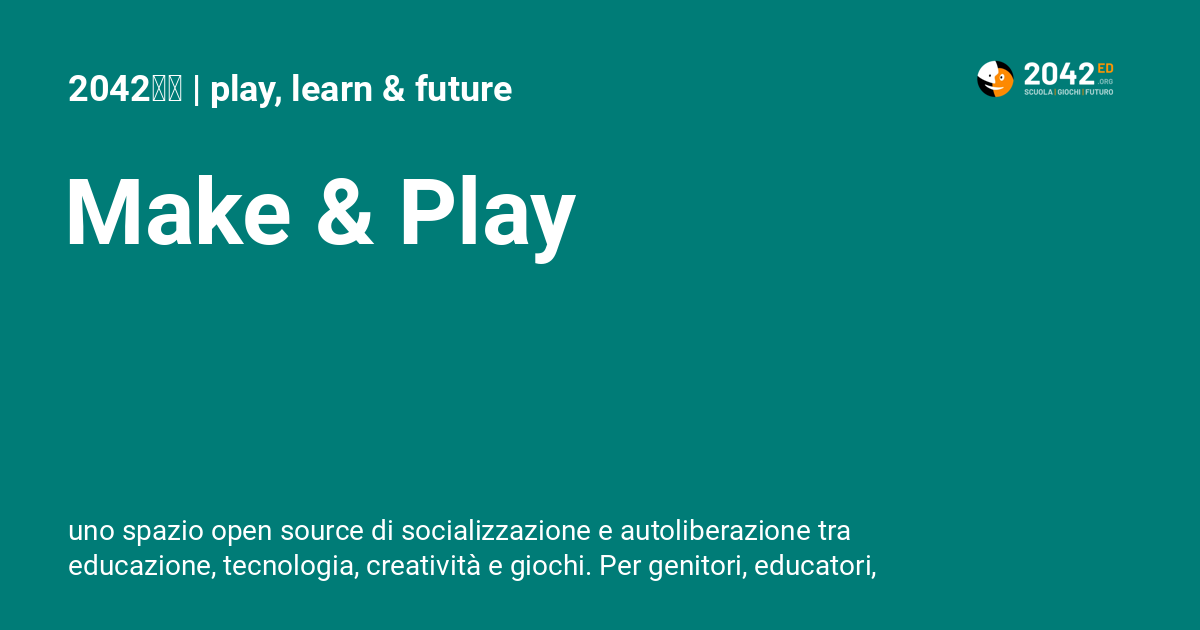 2042 | play, learn & future
2042 ED
.ORG
SCUOLA | GIOCHI | FUTURO
Make & Play
uno spazio open source di socializzazione e autoliberazione tra
educazione, tecnologia, creatività e giochi. Per genitori, educatori,